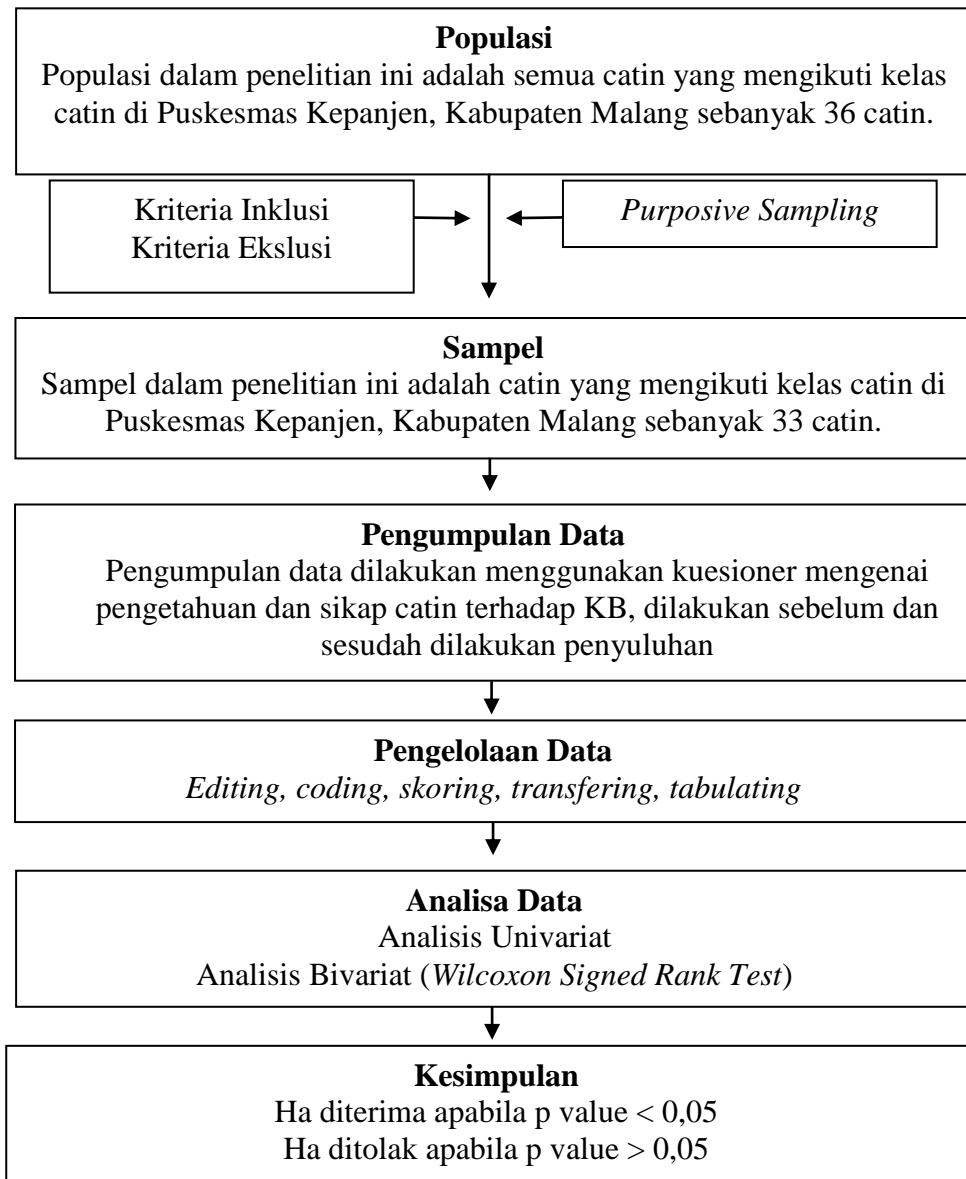 Populasi
Populasi dalam penelitian ini adalah semua catin yang mengikuti kelas
catin di Puskesmas Kepanjen, Kabupaten Malang sebanyak 36 catin.
Kriteria Inklusi
Kriteria Ekslusi
Purposive Sampling
Sampel
Sampel dalam penelitian ini adalah catin yang mengikuti kelas catin di
Puskesmas Kepanjen, Kabupaten Malang sebanyak 33 catin.
Pengumpulan Data
Pengumpulan data dilakukan menggunakan kuesioner mengenai
pengetahuan dan sikap catin terhadap KB, dilakukan sebelum dan
sesudah dilakukan penyuluhan
Pengelolaan Data
Editing, coding, skoring, transfering, tabulating
Analisa Data
Analisis Univariat
Analisis Bivariat (Wilcoxon Signed Rank Test)
Kesimpulan
Ha diterima apabila p value < 0,05
Ha ditolak apabila p value > 0,05